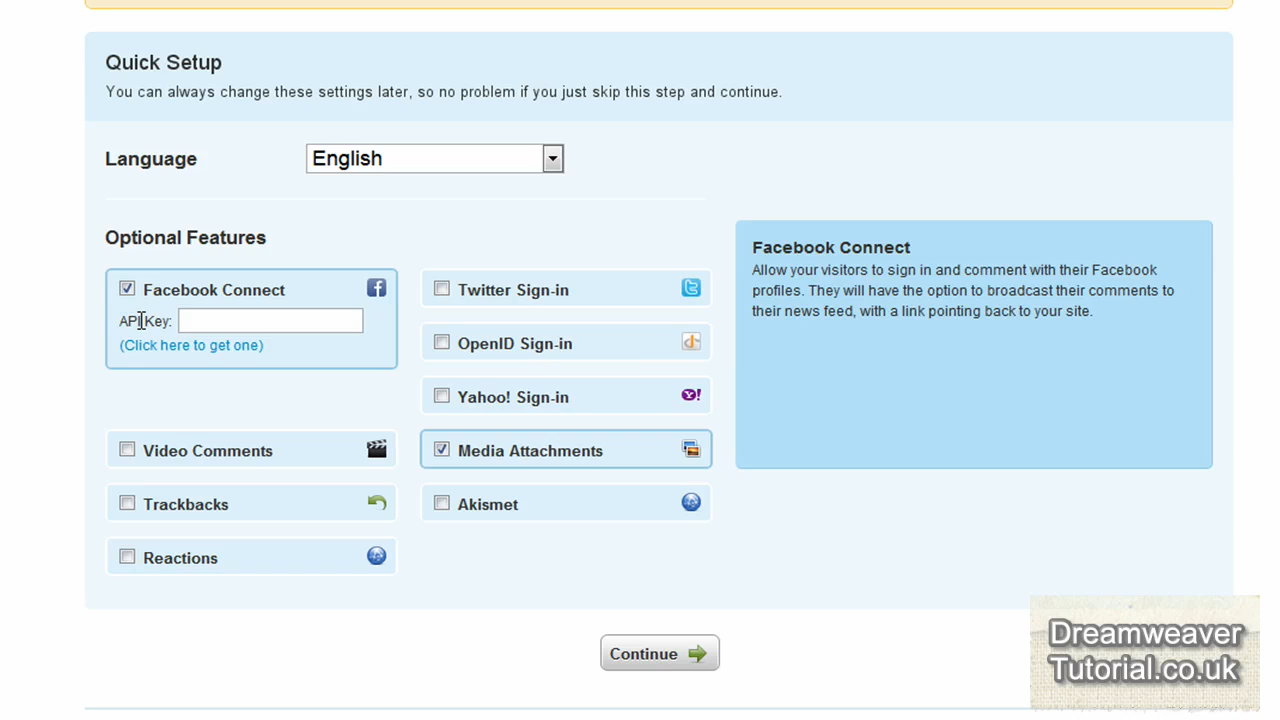 Quick Setup
You can always change these settings later, so no problem if you just skip this step and continue.
Language
English
Optional Features
Facebook Connect
API Key:
(Click here to get one)
Twitter Sign-in
OpenID Sign-in
Yahoo! Sign-in
Video Comments
Media Attachments
Trackbacks
Akismet
Reactions
Facebook Connect
Allow your visitors to sign in and comment with their Facebook
profiles. They will have the option to broadcast their comments to
their news feed, with a link pointing back to your site.
Continue
Dreamweaver
Tutorial.co.uk